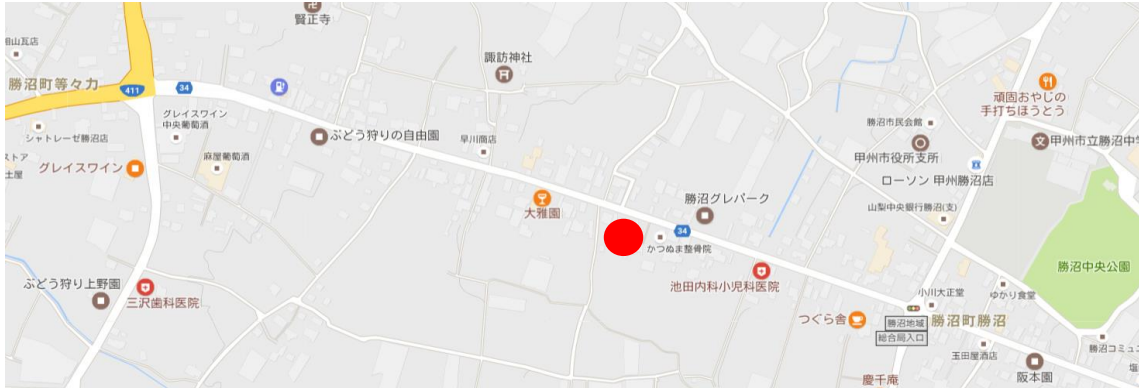 卍
賢正寺
相山瓦店
諏訪神社
勝沼町等々力
411
34
頑固おやじの
手打ちほうとう
グレイスワイン
中央葡萄酒
シャトレーゼ勝沼店
ぶどう狩りの自由園
早川商店
勝沼市民会館
文
甲州市立勝沼中学
ストア
土屋
グレイスワイン
麻屋葡萄酒
甲州市役所支所
ローソン 甲州勝沼店
大雅園
勝沼グレパーク
山梨中央銀行勝沼(支)
34
かつぬま整骨院
勝沼中央公園
ぶどう狩り上野園
三沢歯科医院
池田内科小児科医院
小川大正堂
ゆかり食堂
つぐら舎
勝沼地域
総合局入口
勝沼町勝沼
勝沼コミュニ
玉田屋酒店
塩
慶千庵
阪本園